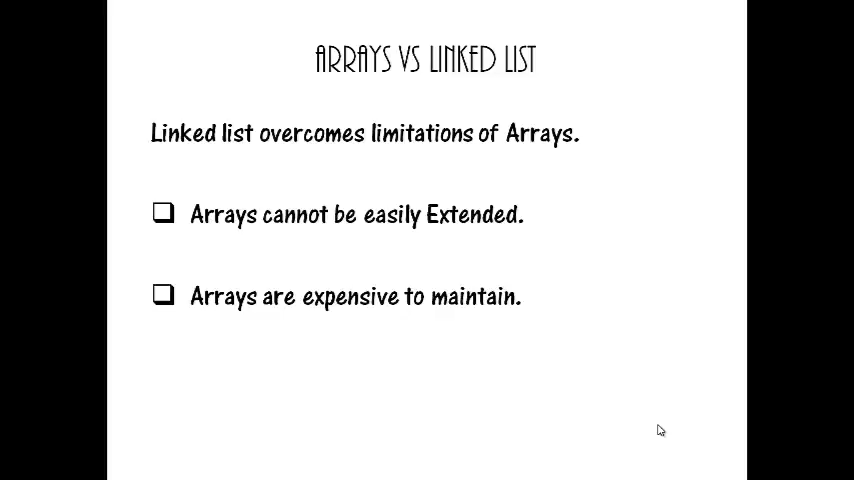 ARRAYS VS LINKED LIST
Linked list overcomes limitations of Arrays.
Arrays cannot be easily Extended.
Arrays are expensive to maintain.